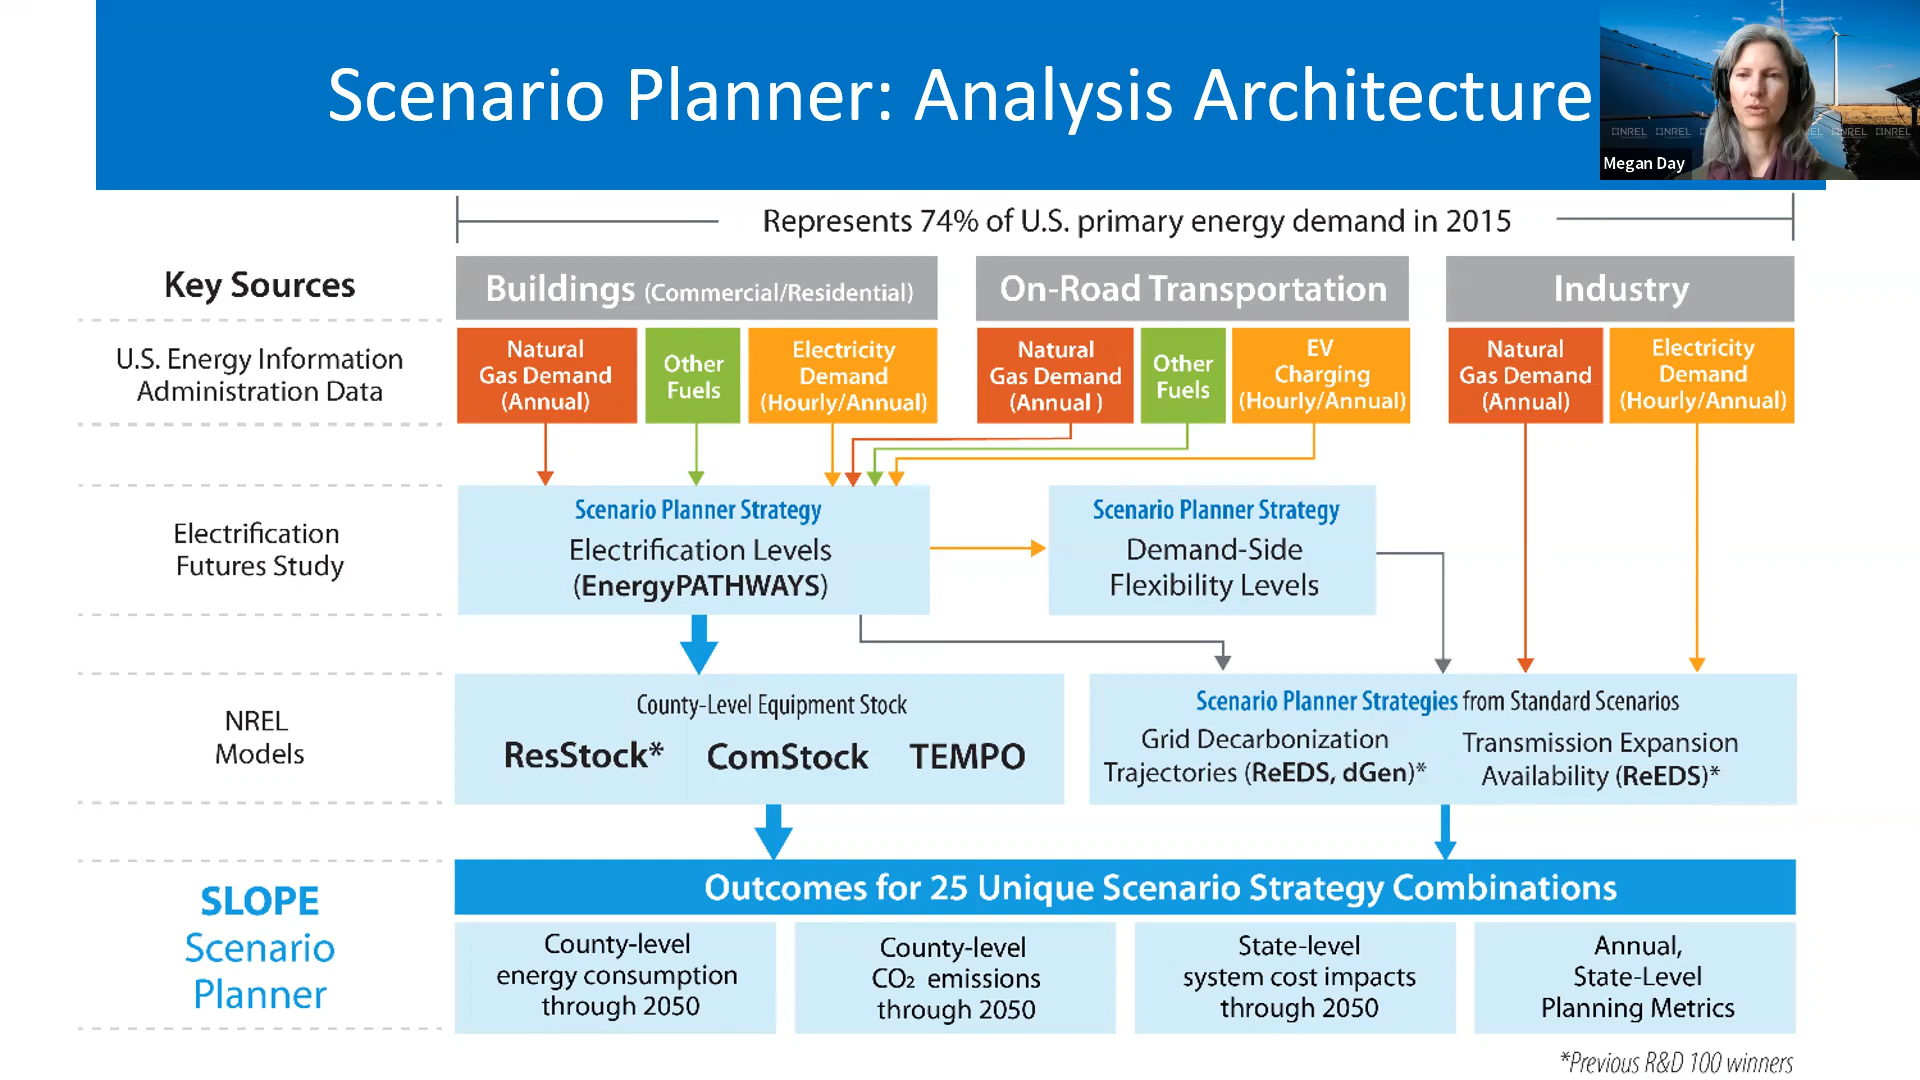 Scenario Planner: Analysis Architecture
NREL NREL NREL NREL
Megan Day
Represents 74% of U.S. primary energy demand in 2015
Key Sources
Buildings (Commercial/Residential)
On-Road Transportation
Industry
U.S. Energy Information
Administration Data
Natural
Gas Demand
(Annual)
Other
Fuels
Electricity
Demand
(Hourly/Annual)
Natural
Gas Demand
(Annual )
Other
Fuels
EV
Charging
(Hourly/Annual)
Natural
Gas Demand
(Annual)
Electricity
Demand
(Hourly/Annual)
Electrification
Futures Study
Scenario Planner Strategy
Electrification Levels
(EnergyPATHWAYS)
Scenario Planner Strategy
Demand-Side
Flexibility Levels
NREL
Models
County-Level Equipment Stock
ResStock* ComStock TEMPO
Scenario Planner Strategies from Standard Scenarios
Grid Decarbonization
Trajectories (ReEDS, dGen)*
Transmission Expansion
Availability (ReEDS)*
SLOPE
Scenario
Planner
Outcomes for 25 Unique Scenario Strategy Combinations
County-level
energy consumption
through 2050
County-level
CO₂ emissions
through 2050
State-level
system cost impacts
through 2050
Annual,
State-Level
Planning Metrics
*Previous R&D 100 winners